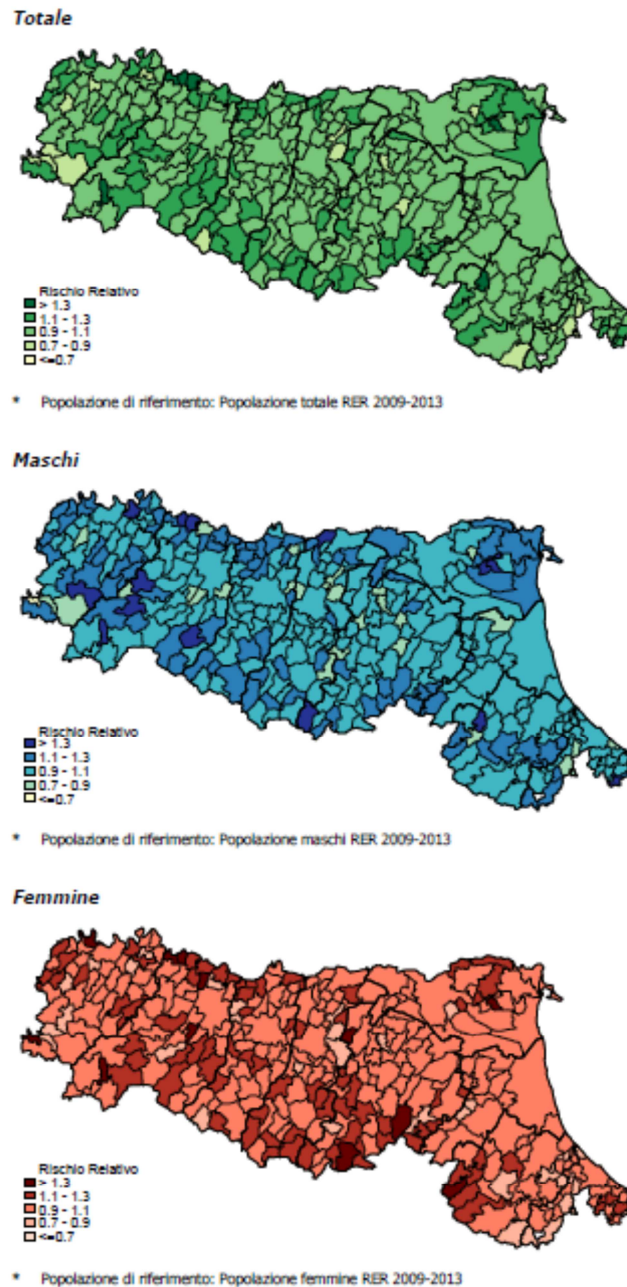 Totale
Rischio Relativo
> 1.3
1.1 - 1.3
0.9 - 1.1
0.7 - 0.9
<=0.7
* Popolazione di riferimento: Popolazione totale RER 2009-2013
Maschi
Rischio Relativo
> 1.3
1.1 - 1.3
0.9 - 1.1
0.7 - 0.9
<=0.7
* Popolazione di riferimento: Popolazione maschi RER 2009-2013
Femmine
Rischio Relativo
> 1.3
1.1 - 1.3
0.9 - 1.1
0.7 - 0.9
<=0.7
* Popolazione di riferimento: Popolazione femmine RER 2009-2013